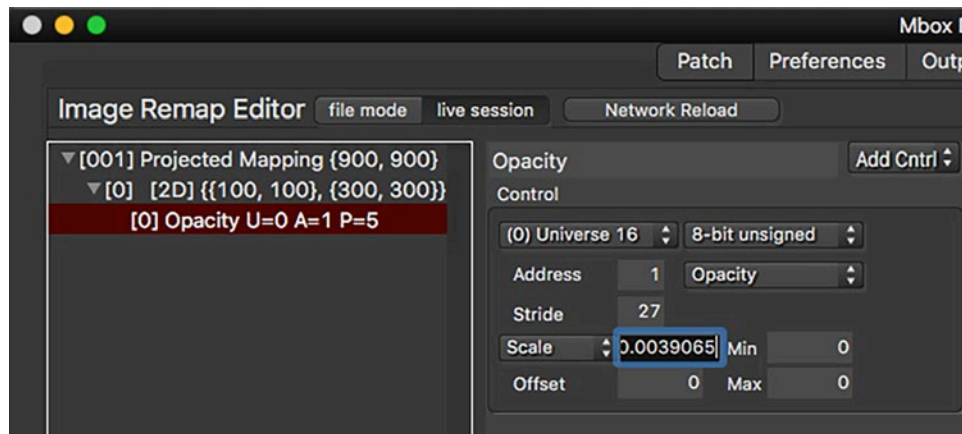 Mbox
Patch Preferences
Image Remap Editor file mode live session Network Reload
▼[001] Projected Mapping {900, 900}
▼[0] [2D] {{100, 100}, {300, 300}}
[0] Opacity U=0 A=1 P=5
Opacity Add Cntrl
Control
(0) Universe 16 8-bit unsigned
Address 1 Opacity
Stride 27
Scale 0.0039065 Min 0
Offset 0 Max 0